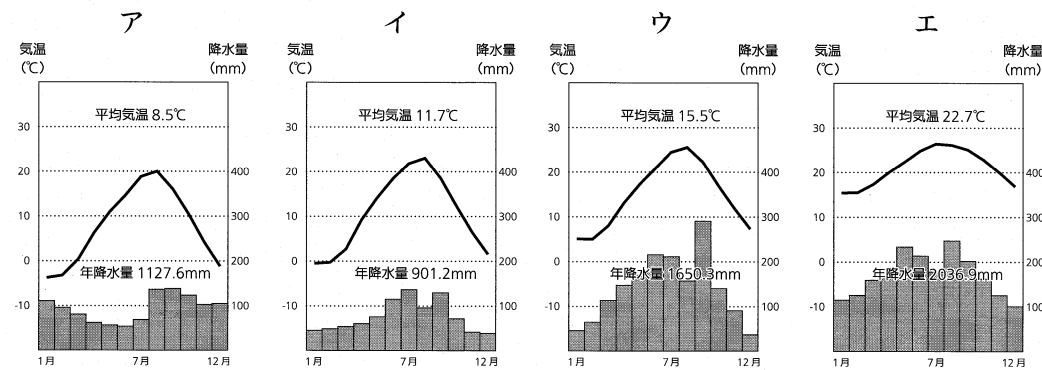 ア
気温
(℃)
降水量
(mm)
平均気温 8.5℃
30
20
10
0
-10
400
300
200
100
年降水量 1127.6mm
1月
7月
12月
イ
気温
(℃)
降水量
(mm)
平均気温 11.7℃
30
20
10
0
-10
400
300
200
100
年降水量 901.2mm
1月
7月
12月
ウ
気温
(℃)
降水量
(mm)
平均気温 15.5℃
30
20
10
0
-10
400
300
200
100
年降水量 1650.3mm
1月
7月
12月
エ
気温
(℃)
降水量
(mm)
平均気温 22.7℃
30
20
10
0
-10
400
300
200
100
年降水量 2036.9mm
1月
7月
12月